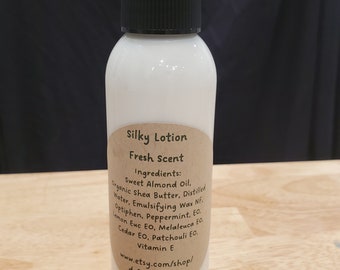 Silky Lotion
Fresh Scent
Ingredients:
Sweet Almond Oil,
Organic Shea Butter, Distilled
Water, Emulsifying Wax NF,
Optiphen, Peppermint, EO,
Lemon Euc EO, Melaleuca EO,
Cedar EO, Patchouli EO,
Vitamin E
www.etsy.com/shop/